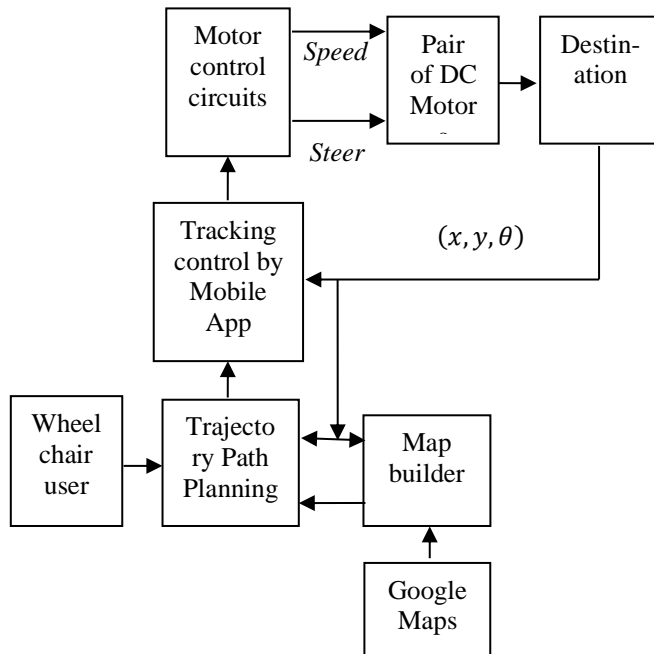 Motor
control
circuits
Speed
Steer
Pair
of DC
Motor
Destin-
ation
(x, y, θ)
Tracking
control by
Mobile
App
Wheel
chair
user
Trajecto
ry Path
Planning
Map
builder
Google
Maps